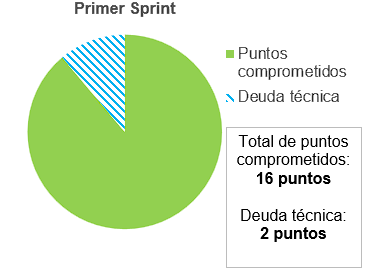 Primer Sprint
Puntos
comprometidos
Deuda técnica
Total de puntos
comprometidos:
16 puntos
Deuda técnica:
2 puntos